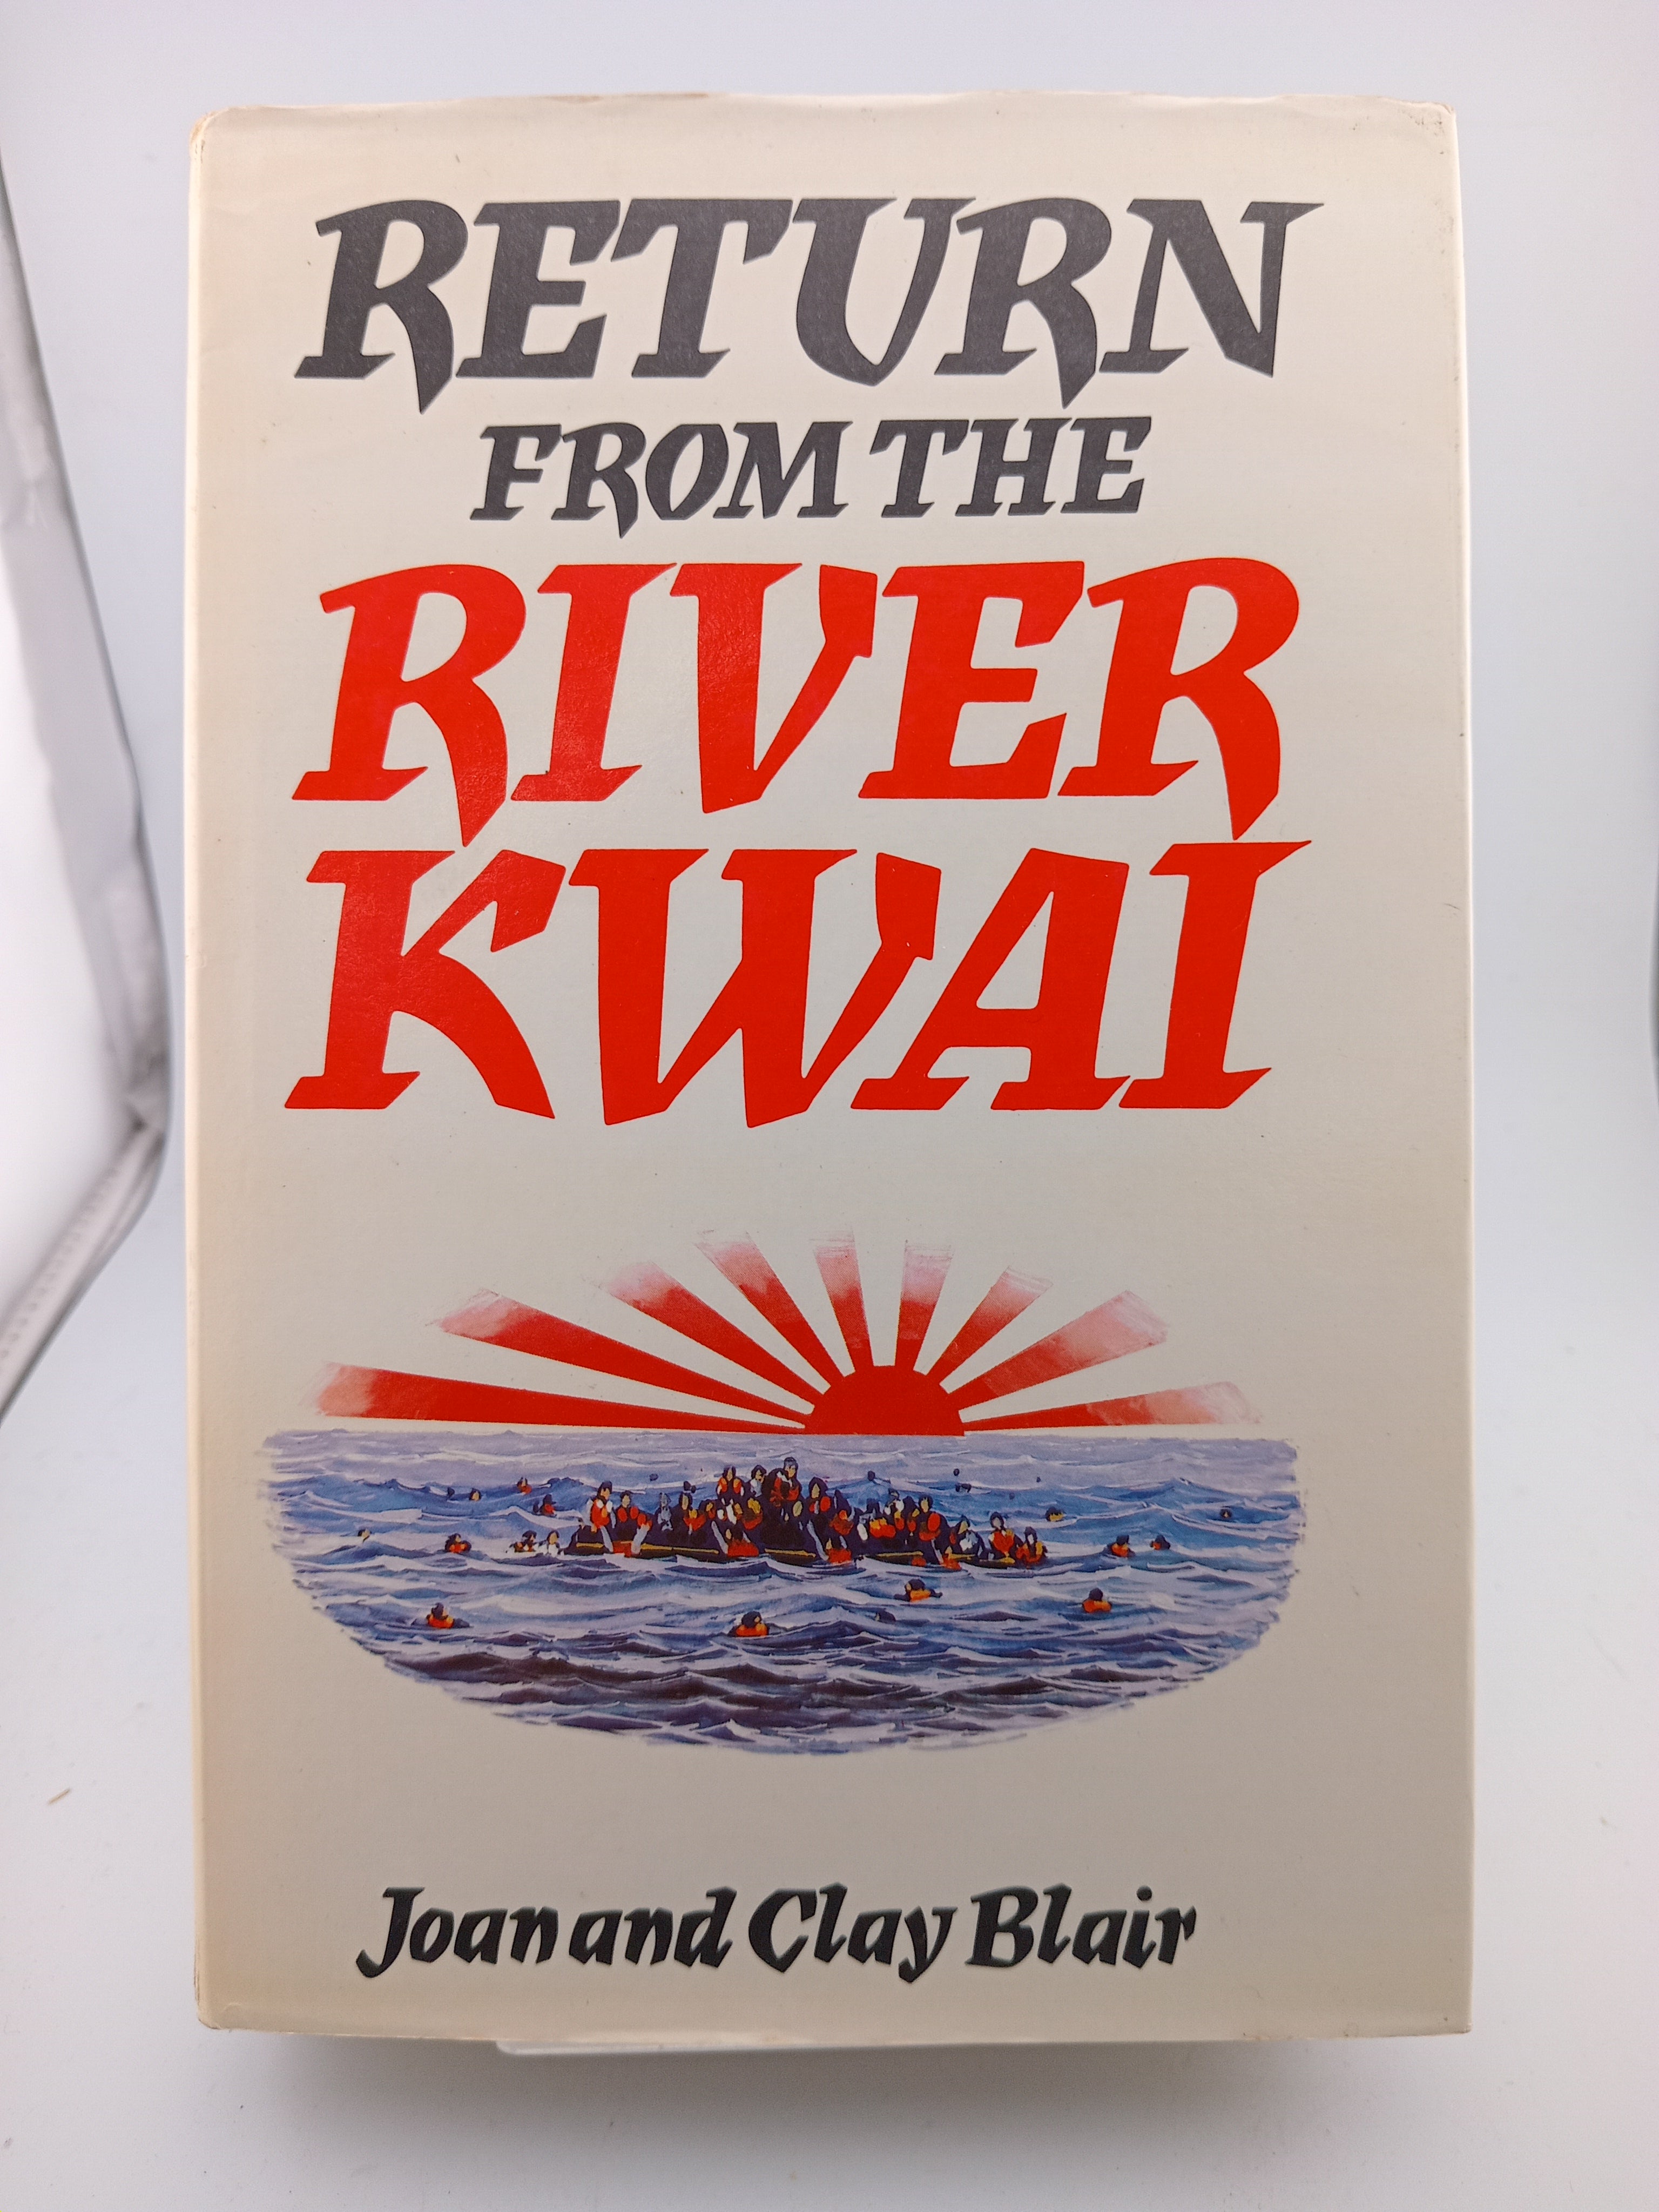 RETURN
FROM THE
RIVER
KWAI
Joan and Clay Blair